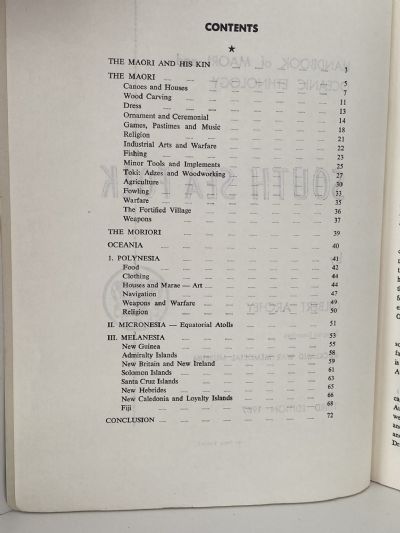 CONTENTS
★
THE MAORI AND HIS KIN 3
THE MAORI 5
Canoes and Houses 7
Wood Carving 11
Dress 13
Ornament and Ceremonial 14
Games, Pastimes and Music 18
Religion 21
Industrial Arts and Warfare 22
Fishing 23
Minor Tools and Implements 25
Toki: Adzes and Woodworking 27
Agriculture 30
Fowling 33
Warfare 35
The Fortified Village 36
Weapons 37
THE MORIORI 39
OCEANIA 40
I. POLYNESIA 41
Food 42
Clothing 44
Houses and Marae — Art 44
Navigation 47
Weapons and Warfare 49
Religion 50
II. MICRONESIA — Equatorial Atolls 51
III. MELANESIA 53
New Guinea 55
Admiralty Islands 58
New Britain and New Ireland 59
Solomon Islands 61
Santa Cruz Islands 63
New Hebrides 65
New Caledonia and Loyalty Islands 66
Fiji 68
CONCLUSION 72